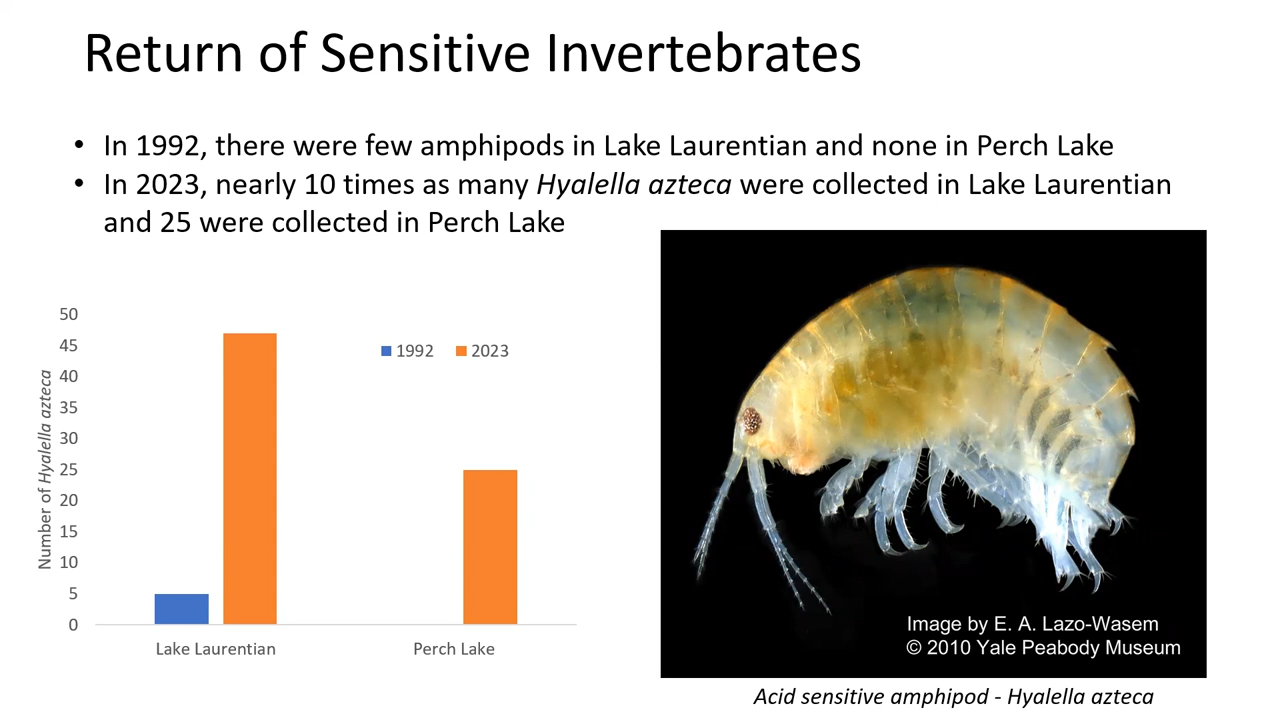 Return of Sensitive Invertebrates
• In 1992, there were few amphipods in Lake Laurentian and none in Perch Lake
• In 2023, nearly 10 times as many Hyalella azteca were collected in Lake Laurentian
and 25 were collected in Perch Lake
Number of Hyalella azteca
50
45
40
35
30
25
20
15
10
5
0
1992 2023
Lake Laurentian Perch Lake
Image by E. A. Lazo-Wasem
© 2010 Yale Peabody Museum
Acid sensitive amphipod - Hyalella azteca